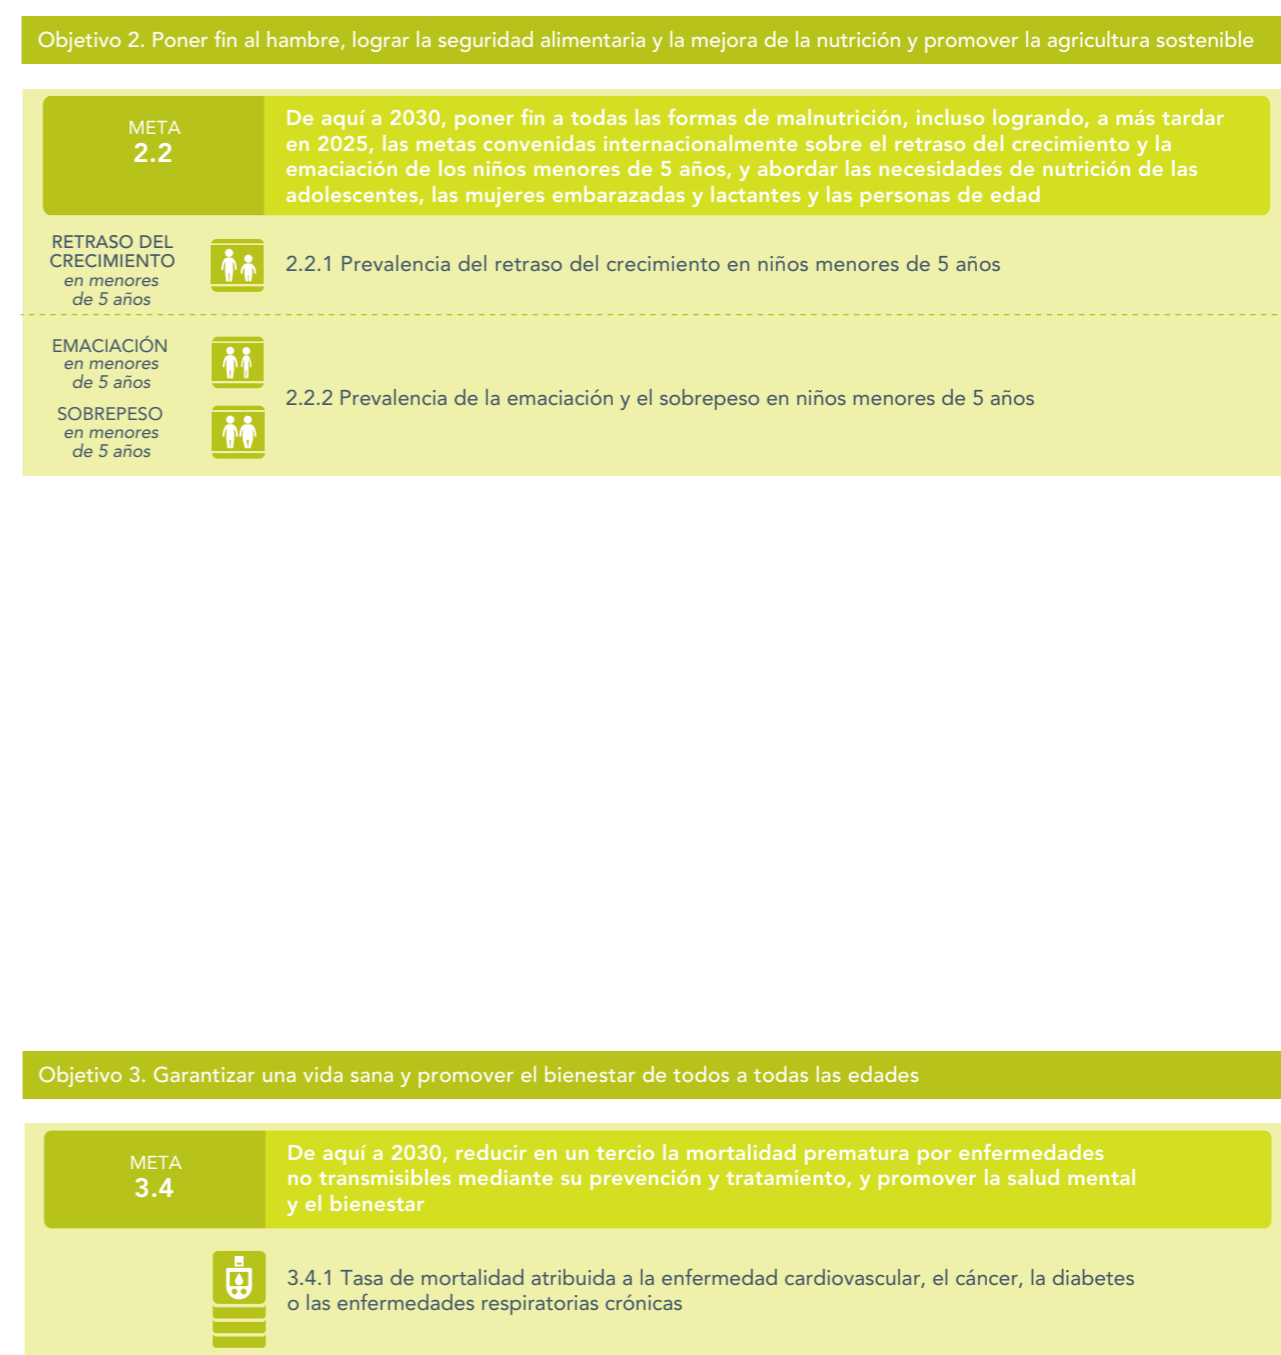 Objetivo 2. Poner fin al hambre, lograr la seguridad alimentaria y la mejora de la nutrición y promover la agricultura sostenible
META
2.2
De aquí a 2030, poner fin a todas las formas de malnutrición, incluso logrando, a más tardar
en 2025, las metas convenidas internacionalmente sobre el retraso del crecimiento y la
emaciación de los niños menores de 5 años, y abordar las necesidades de nutrición de las
adolescentes, las mujeres embarazadas y lactantes y las personas de edad
RETRASO DEL
CRECIMIENTO
en menores
de 5 años
2.2.1 Prevalencia del retraso del crecimiento en niños menores de 5 años
EMACIACIÓN
en menores
de 5 años
SOBREPESO
en menores
de 5 años
2.2.2 Prevalencia de la emaciación y el sobrepeso en niños menores de 5 años
Objetivo 3. Garantizar una vida sana y promover el bienestar de todos a todas las edades
META
3.4
De aquí a 2030, reducir en un tercio la mortalidad prematura por enfermedades
no transmisibles mediante su prevención y tratamiento, y promover la salud mental
y el bienestar
3.4.1 Tasa de mortalidad atribuida a la enfermedad cardiovascular, el cáncer, la diabetes
o las enfermedades respiratorias crónicas